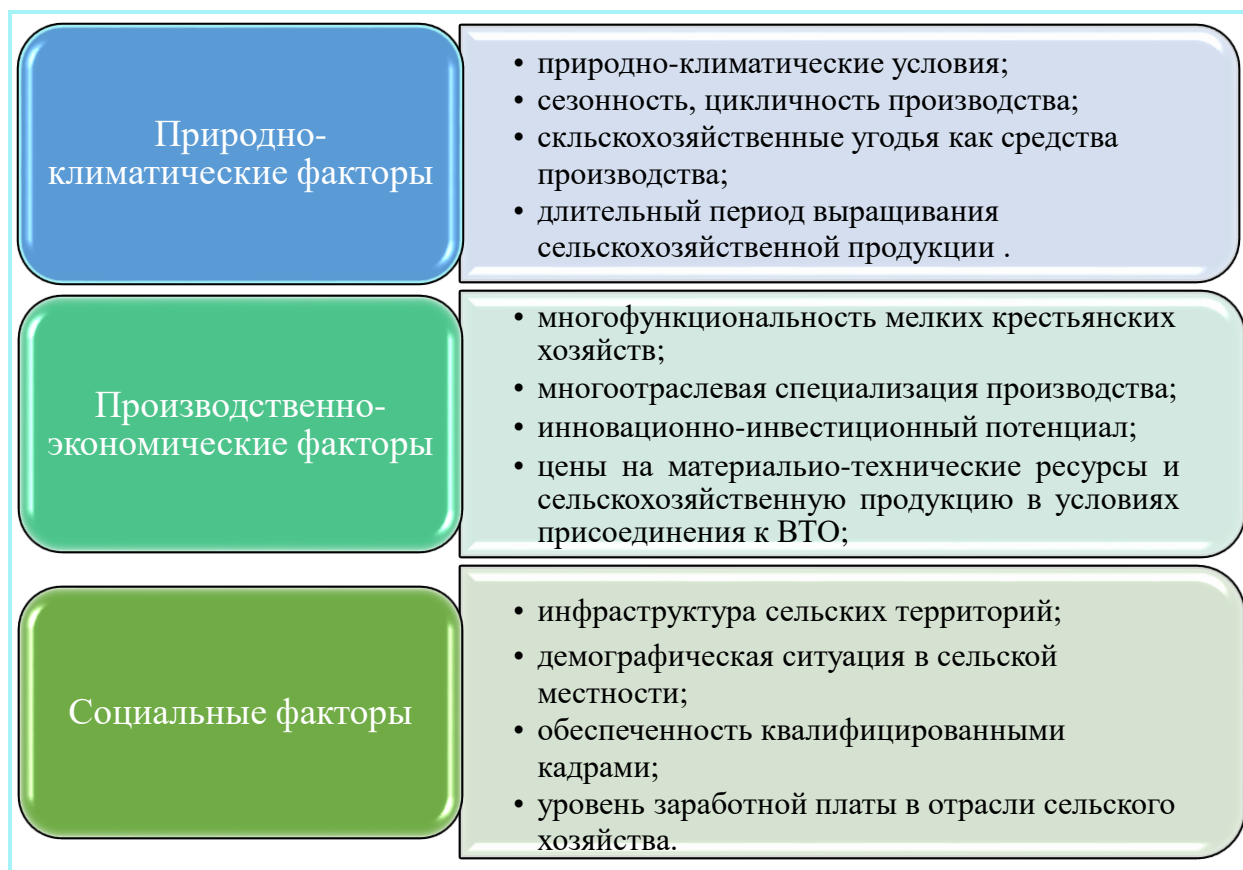 Природно-
климатические факторы
• природно-климатические условия;
• сезонность, цикличность производства;
• скльскохозяйственные угодья как средства
производства;
• длительный период выращивания
сельскохозяйственной продукции .
Производственно-
экономические факторы
• многофункциональность мелких крестьянских
хозяйств;
• многоотраслевая специализация производства;
• инновационно-инвестиционный потенциал;
• цены на материальио-технические ресурсы и
сельскохозяйственную продукцию в условиях
присоединения к ВТО;
Социальные факторы
• инфраструктура сельских территорий;
• демографическая ситуация в сельской
местности;
• обеспеченность квалифицированными
кадрами;
• уровень заработной платы в отрасли сельского
хозяйства.